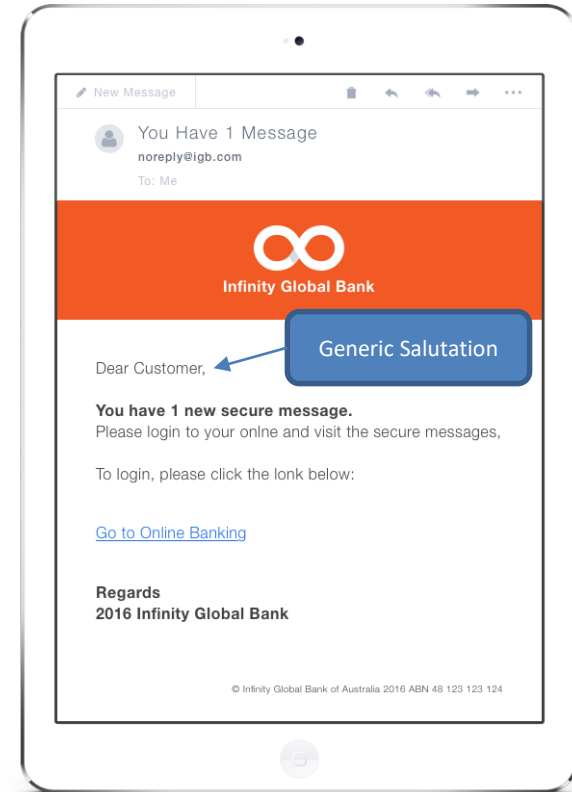 New Message
You Have 1 Message
noreply@igb.com
To: Me
Infinity Global Bank
Generic Salutation
Dear Customer,
You have 1 new secure message.
Please login to your onlne and visit the secure messages,
To login, please click the lonk below:
Go to Online Banking
Regards
2016 Infinity Global Bank
© Infinity Global Bank of Australia 2016 ABN 48 123 123 124